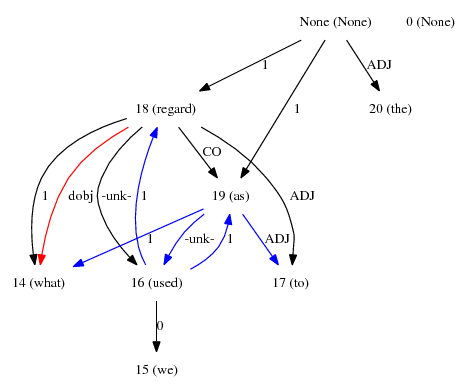 None (None) 0 (None)
1 ADJ
18 (regard) 1 20 (the)
CO
1 dobj -unk- 1 19 (as) ADJ
1 -unk- 1 ADJ
14 (what) 16 (used) 17 (to)
0
15 (we)